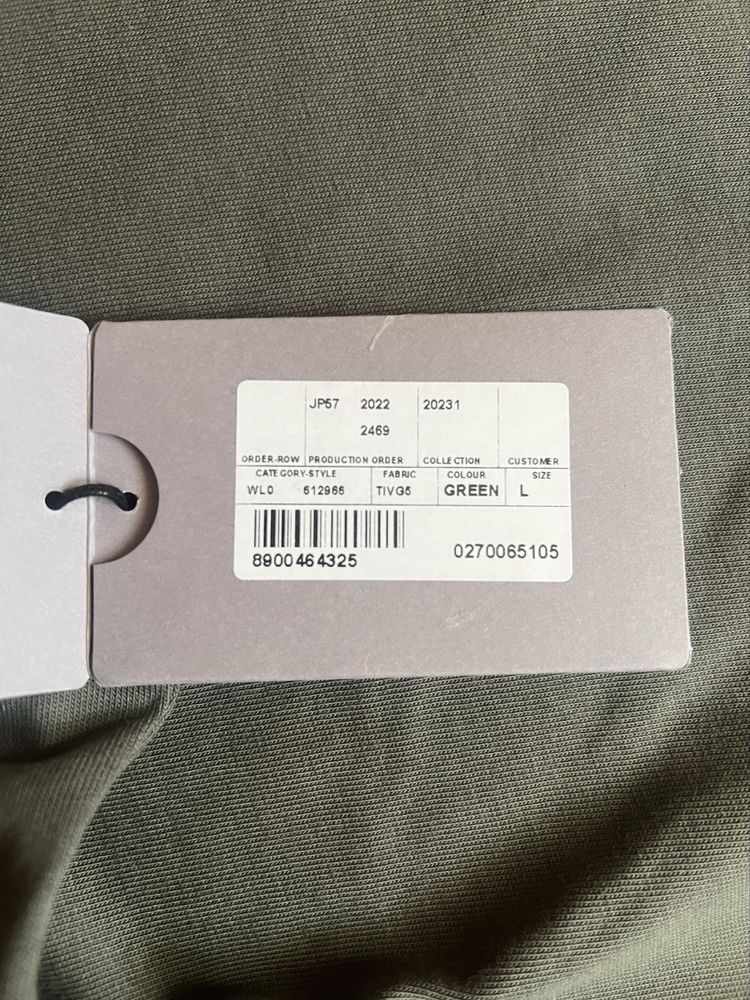 JP57 2022 20231
2469
ORDER-ROW PRODUCTION ORDER COLLECTION CUSTOMER
CATEGORY-STYLE FABRIC COLOUR SIZE
WL0 612966 TIVG5 GREEN L
8900464325 0270065105